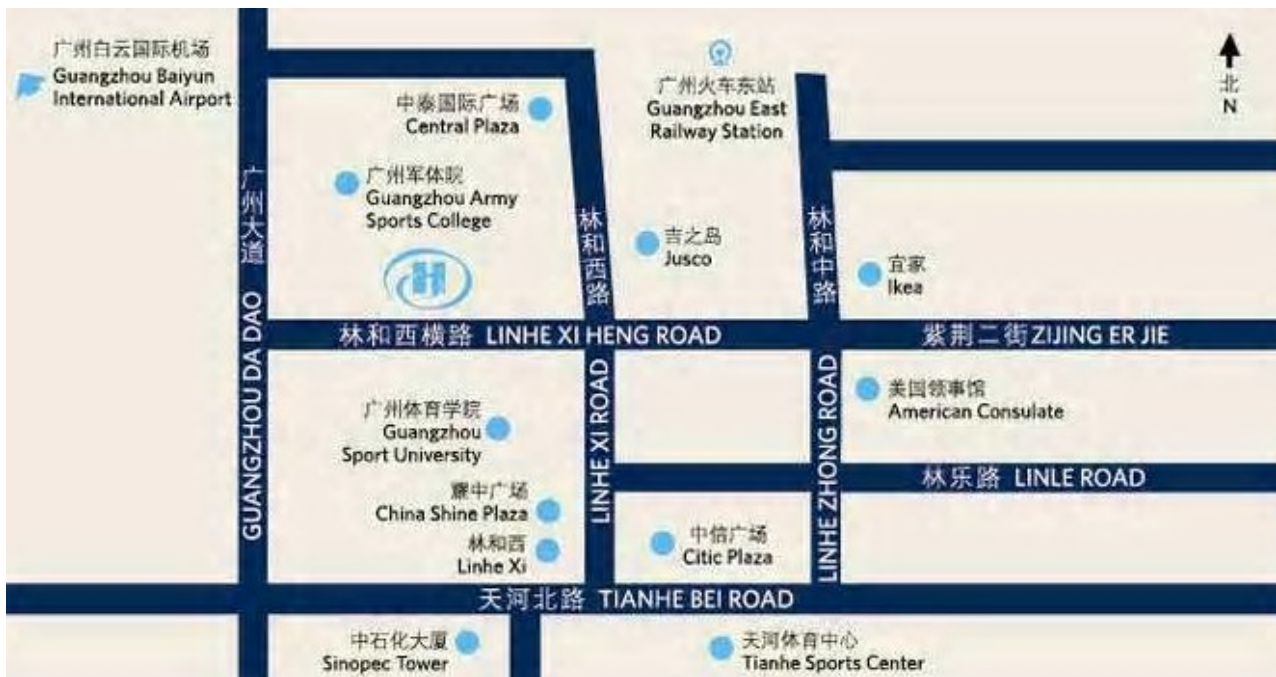 广州白云国际机场
Guangzhou Baiyun
International Airport
中泰国际广场
Central Plaza
广州火车东站
Guangzhou East
Railway Station
北
N
广州军体院
Guangzhou Army
Sports College
吉之岛
Jusco
宜家
Ikea
广州大道 GUANGZHOU DA DAO
林和西路 LINHE XI ROAD
林和中路 LINHE ZHONG ROAD
H
林和西横路 LINHE XI HENG ROAD
紫荆二街 ZIJING ER JIE
广州体育学院
Guangzhou
Sport University
美国领事馆
American Consulate
林乐路 LINLE ROAD
耀中广场
China Shine Plaza
林和西
Linhe Xi
中信广场
Citic Plaza
天河北路 TIANHE BEI ROAD
中石化大厦
Sinopec Tower
天河体育中心
Tianhe Sports Center